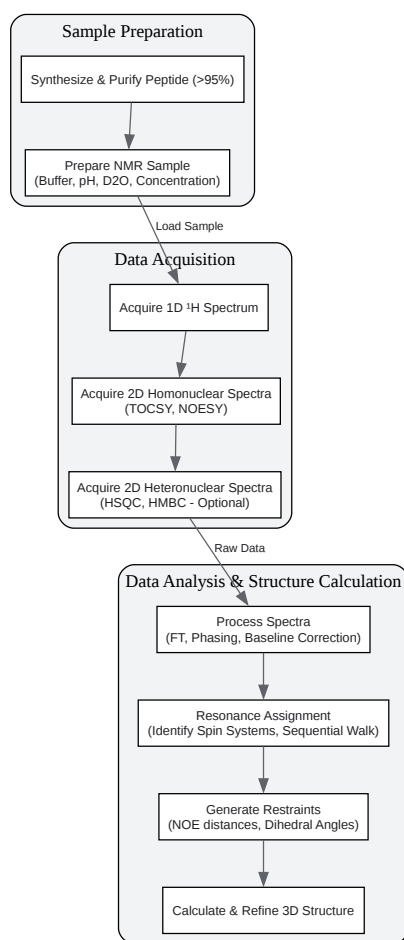 Sample Preparation
Synthesize & Purify Peptide (>95%)
Prepare NMR Sample
(Buffer, pH, D2O, Concentration)
Load Sample
Data Acquisition
Acquire 1D ¹H Spectrum
Acquire 2D Homonuclear Spectra
(TOCSY, NOESY)
Acquire 2D Heteronuclear Spectra
(HSQC, HMBC - Optional)
Raw Data
Data Analysis & Structure Calculation
Process Spectra
(FT, Phasing, Baseline Correction)
Resonance Assignment
(Identify Spin Systems, Sequential Walk)
Generate Restraints
(NOE distances, Dihedral Angles)
Calculate & Refine 3D Structure